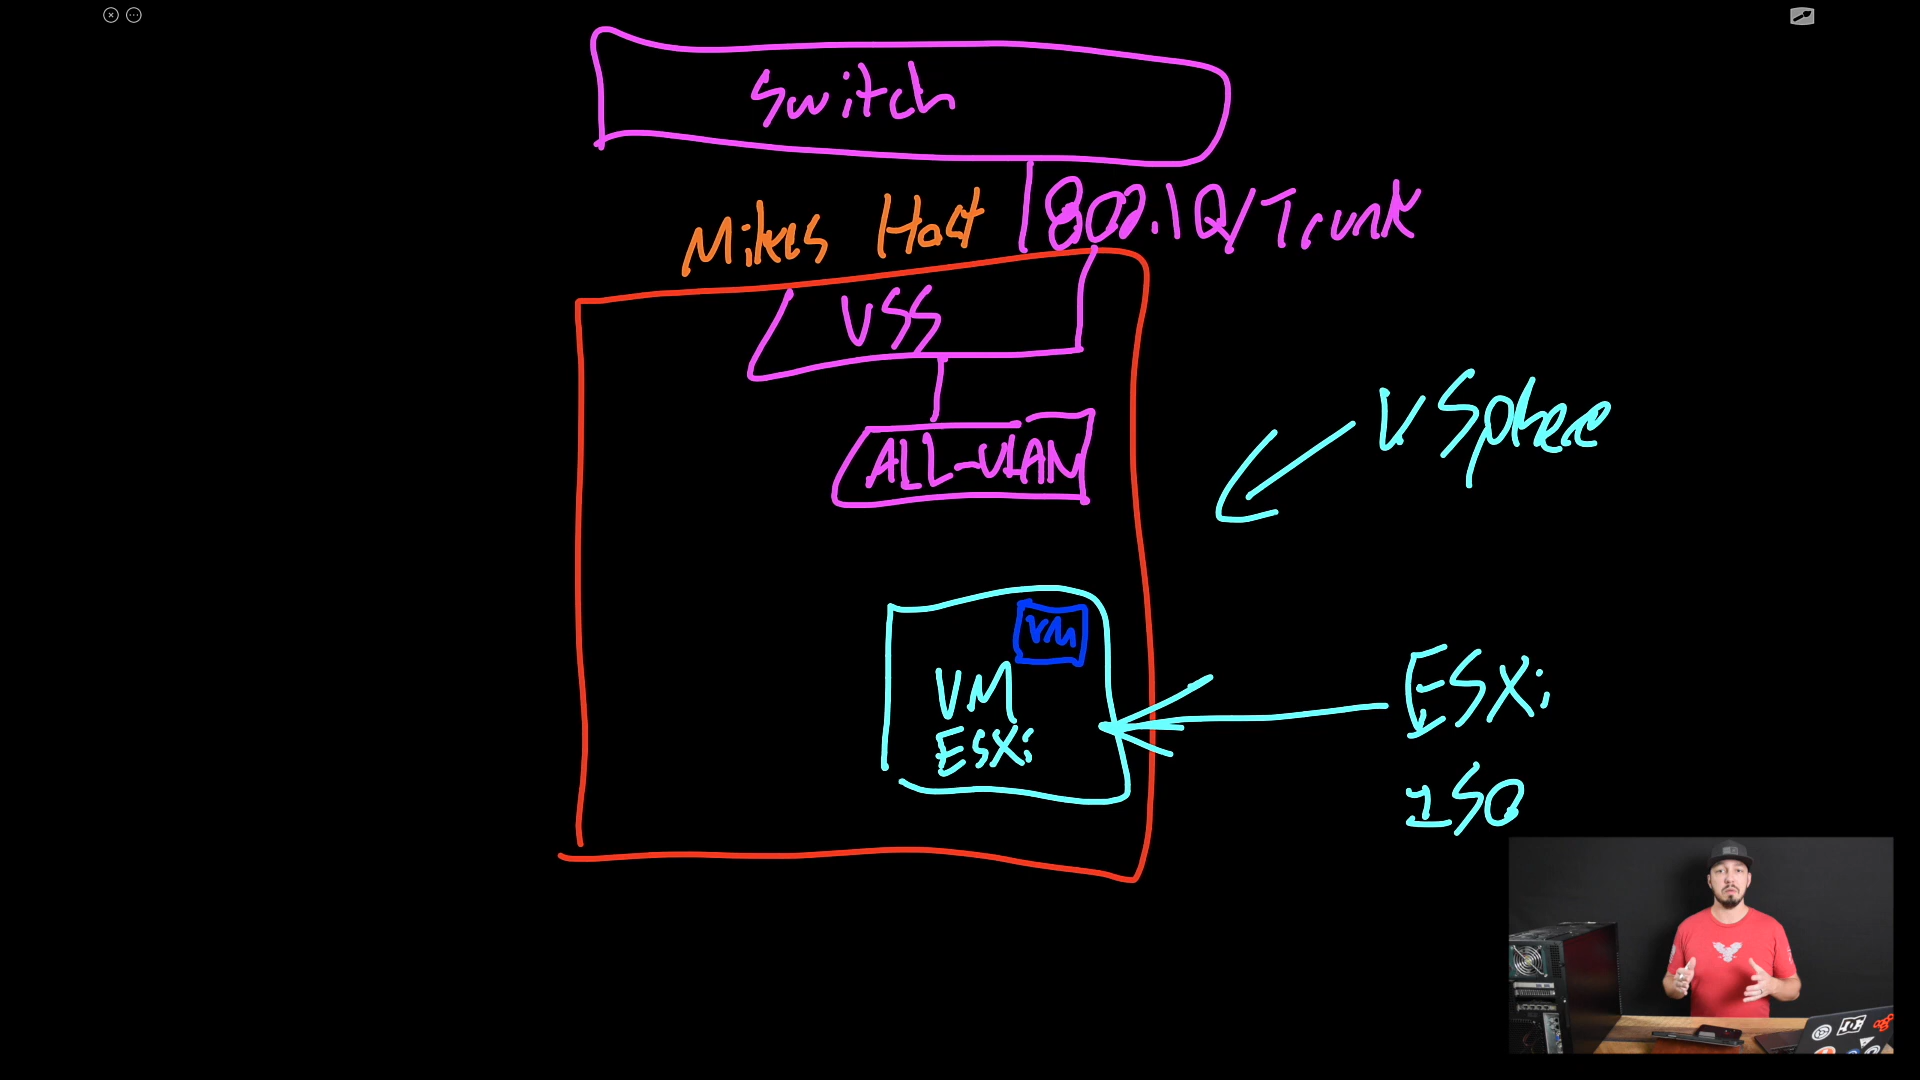 Switch
Mikes Host
802.1Q/Trunk
VSS
ALL-VLAN
VSphere
VM
VM
ESXi
ESXi
ISO